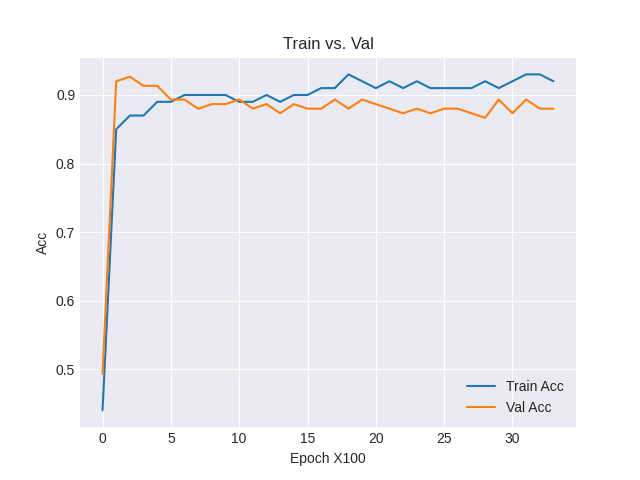 Train vs. Val
0.9
0.8
0.7
0.6
0.5
Acc
Train Acc
Val Acc
0 5 10 15 20 25 30
Epoch X100